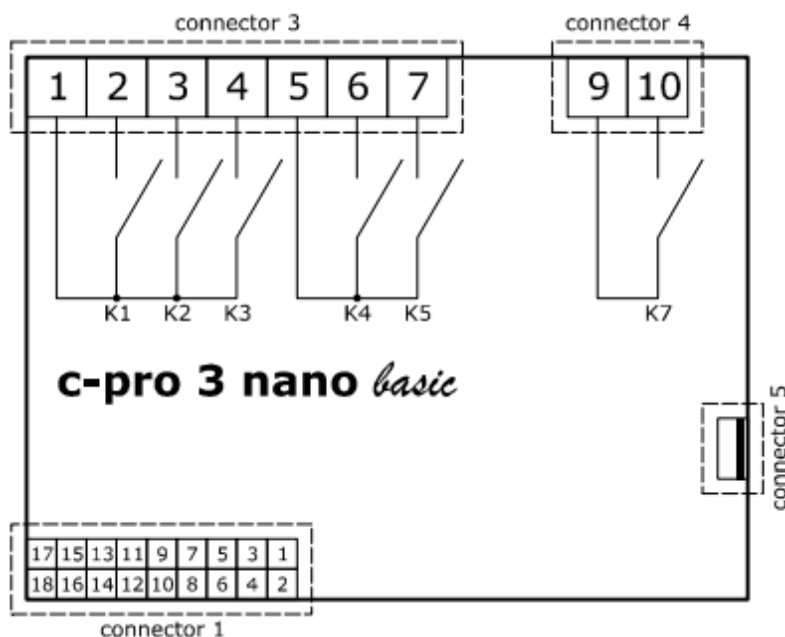 connector 3
connector 4
1 2 3 4 5 6 7
9 10
K1 K2 K3 K4 K5 K7
c-pro 3 nano basic
connector 5
17 15 13 11 9 7 5 3 1
18 16 14 12 10 8 6 4 2
connector 1